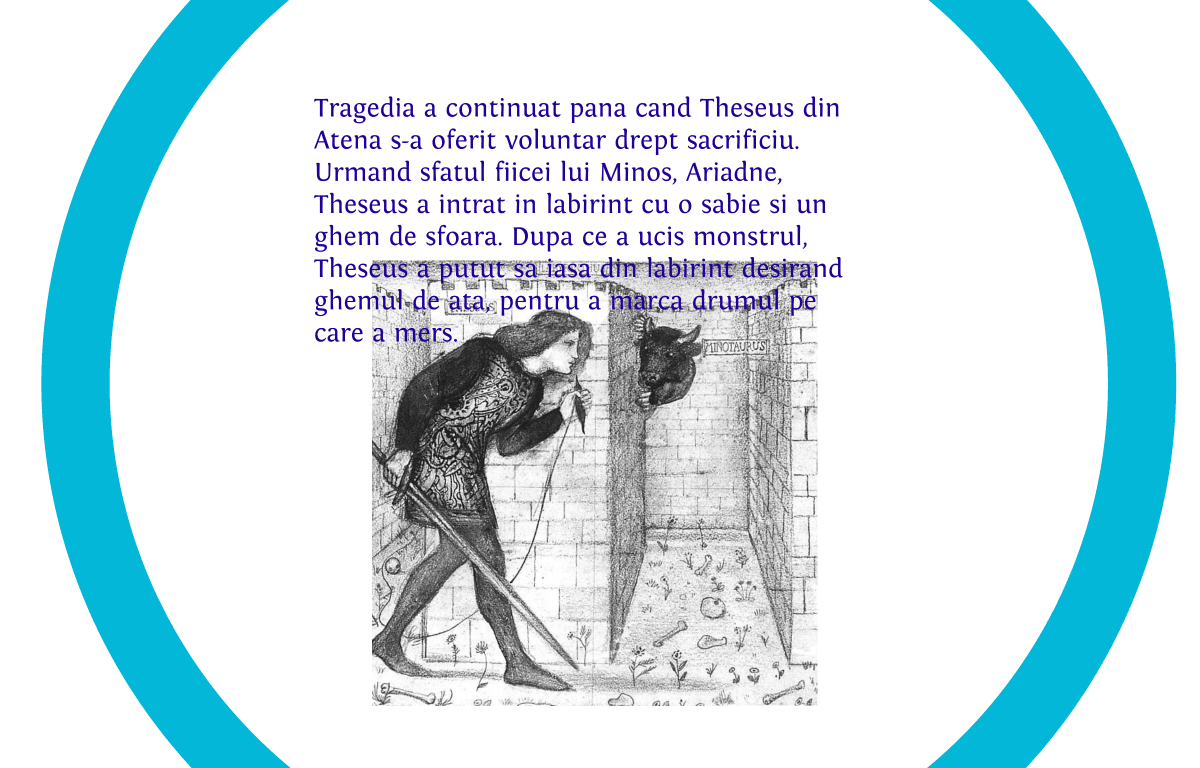 Tragedia a continuat pana cand Theseus din
Atena s-a oferit voluntar drept sacrificiu.
Urmand sfatul fiicei lui Minos, Ariadne,
Theseus a intrat in labirint cu o sabie si un
ghem de sfoara. Dupa ce a ucis monstrul,
Theseus a putut sa iasa din labirint desirand
ghemul de ata, pentru a marca drumul pe
care a mers.
MINOTAURUS